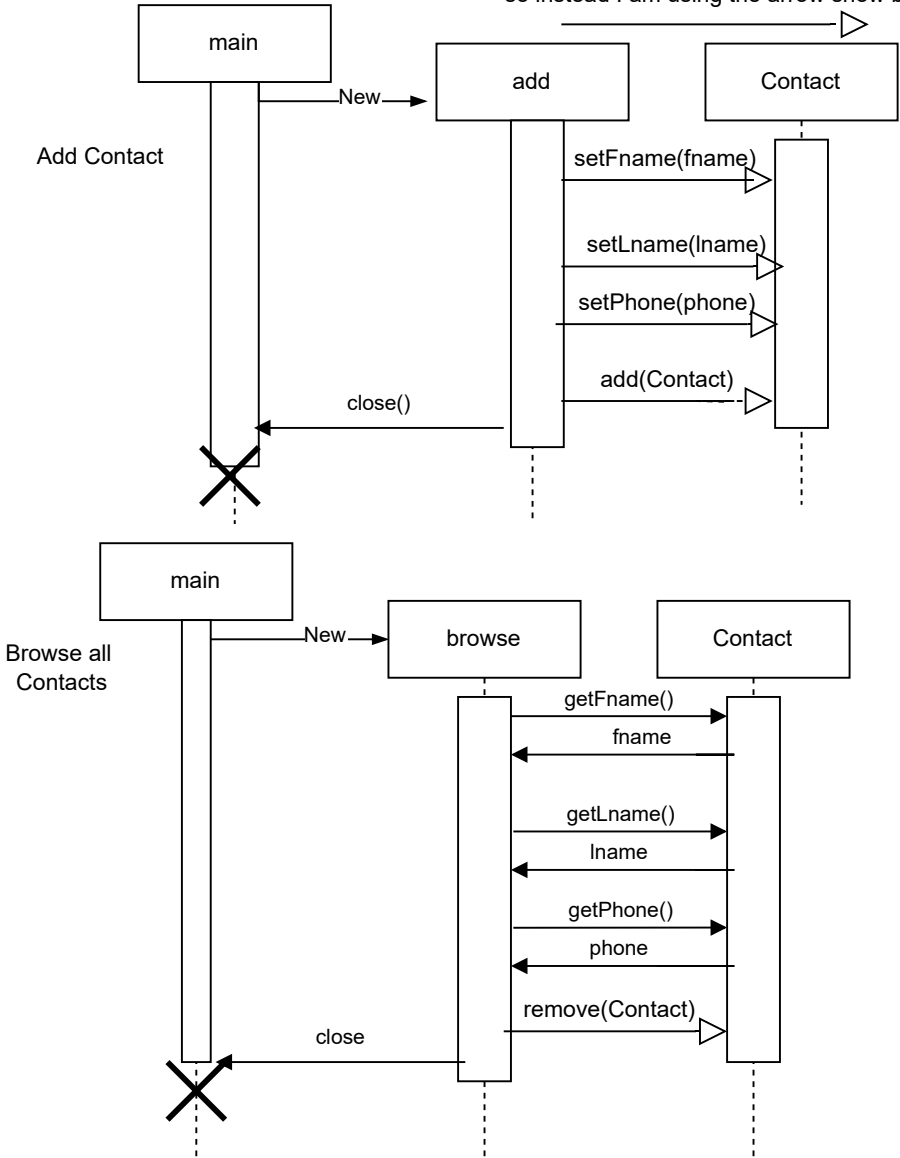 so instead I am using the arrow show b
main
New
add
Contact
Add Contact
setFname(fname)
setLname(lname)
setPhone(phone)
add(Contact)
close()
main
New
browse
Contact
Browse all
Contacts
getFname()
fname
getLname()
lname
getPhone()
phone
remove(Contact)
close